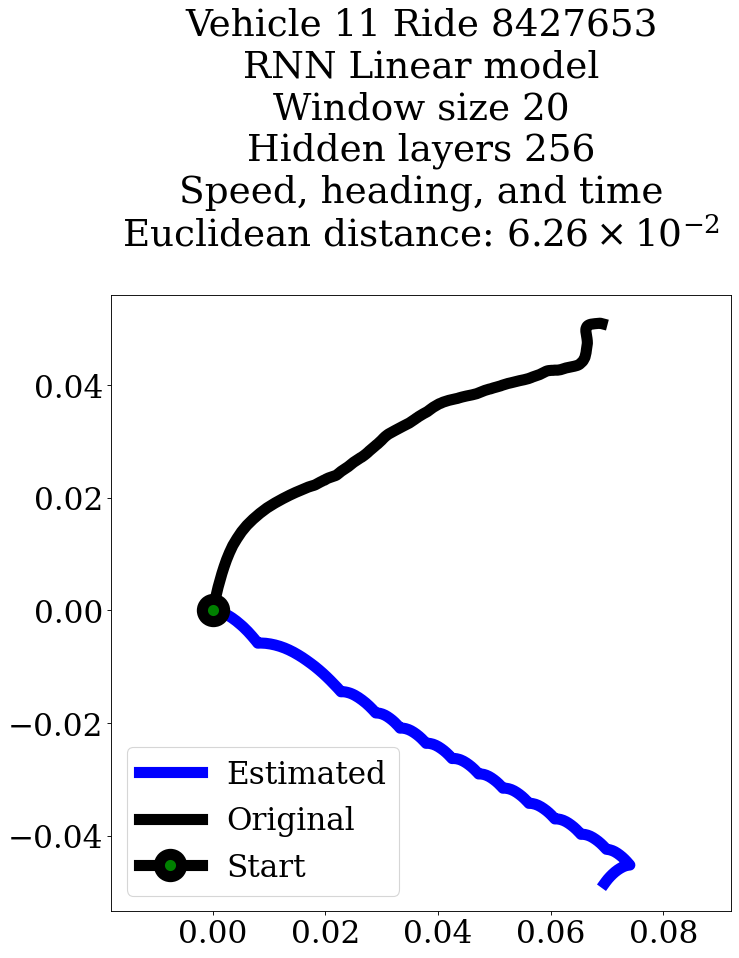 Vehicle 11 Ride 8427653
RNN Linear model
Window size 20
Hidden layers 256
Speed, heading, and time
Euclidean distance: 6.26 × 10⁻²
0.04
0.02
0.00
−0.02
−0.04
Estimated
Original
Start
0.00 0.02 0.04 0.06 0.08